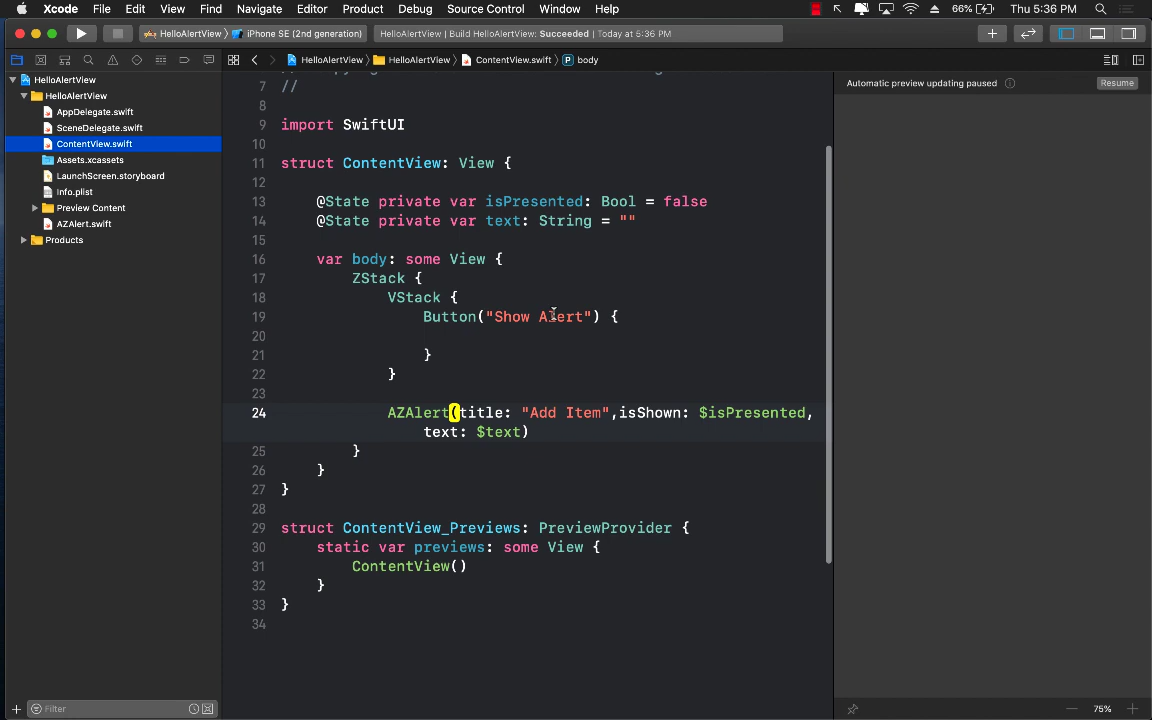 Xcode File Edit View Find Navigate Editor Product Debug Source Control Window Help 66% Thu 5:36 PM
HelloAlertView iPhone SE (2nd generation) HelloAlertView | Build HelloAlertView: Succeeded | Today at 5:36 PM
HelloAlertView HelloAlertView ContentView.swift P body
HelloAlertView
HelloAlertView
AppDelegate.swift
SceneDelegate.swift
ContentView.swift
Assets.xcassets
LaunchScreen.storyboard
Info.plist
Preview Content
AZAlert.swift
Products
Filter
7 //
8
9 import SwiftUI
10
11 struct ContentView: View {
12
13 @State private var isPresented: Bool = false
14 @State private var text: String = ""
15
16 var body: some View {
17 ZStack {
18 VStack {
19 Button("Show Alert") {
20
21 }
22 }
23
24 AZAlert(title: "Add Item",isShown: $isPresented,
text: $text)
25 }
26 }
27 }
28
29 struct ContentView_Previews: PreviewProvider {
30 static var previews: some View {
31 ContentView()
32 }
33 }
34
Automatic preview updating paused Resume
75%